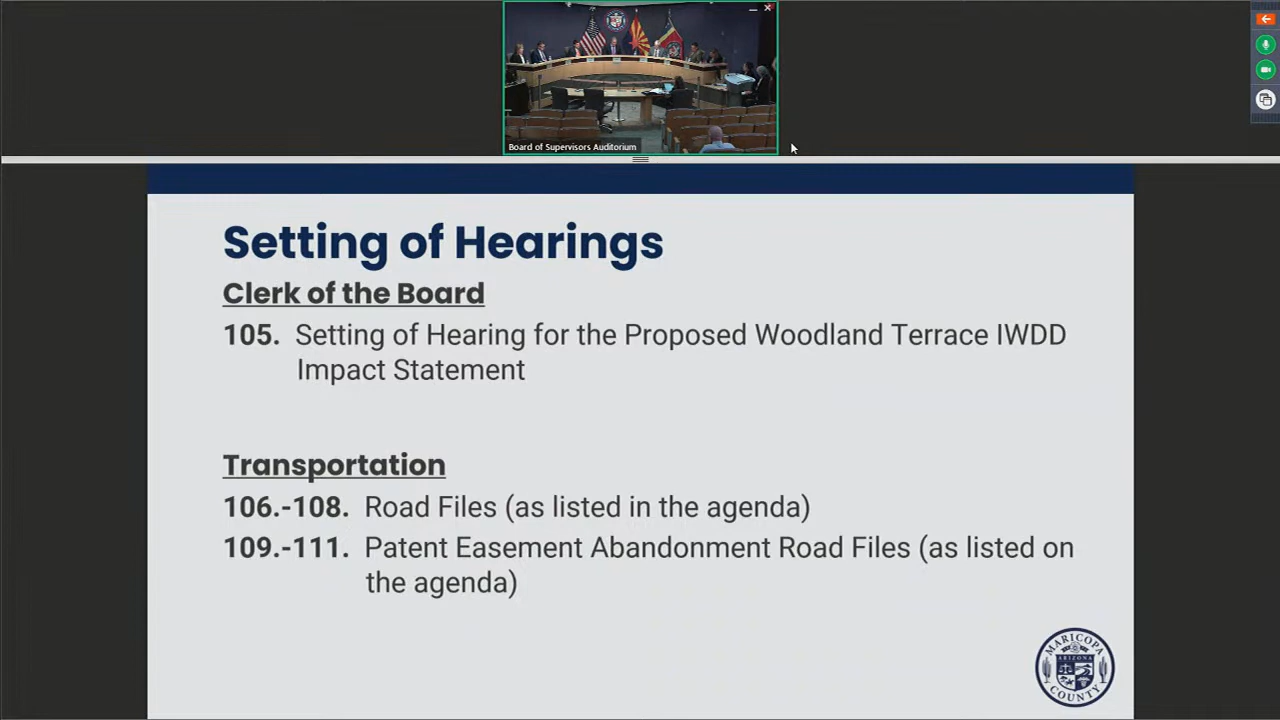 Board of Supervisors Auditorium
Setting of Hearings
Clerk of the Board
105. Setting of Hearing for the Proposed Woodland Terrace IWDD
Impact Statement
Transportation
106.-108. Road Files (as listed in the agenda)
109.-111. Patent Easement Abandonment Road Files (as listed on
the agenda)
MARICOPA
ARIZONA
COUNTY